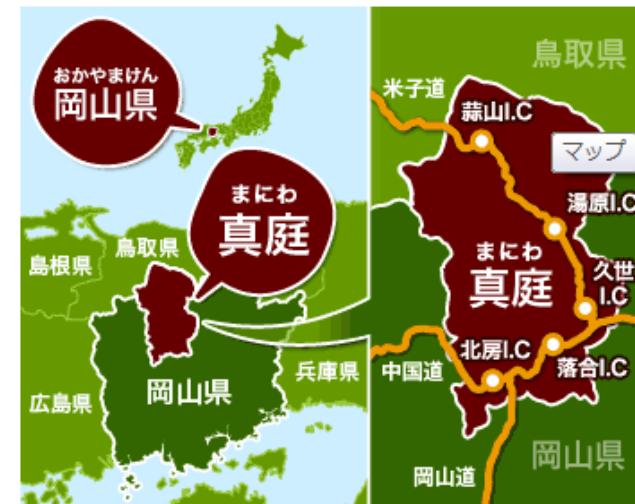 おかやまけん
岡山県
まにわ
真庭
鳥取県
島根県
岡山県
広島県
兵庫県
鳥取県
米子道
蒜山I.C
マップ
湯原I.C
まにわ
真庭
久世
I.C
北房I.C
中国道
落合I.C
岡山県
岡山道